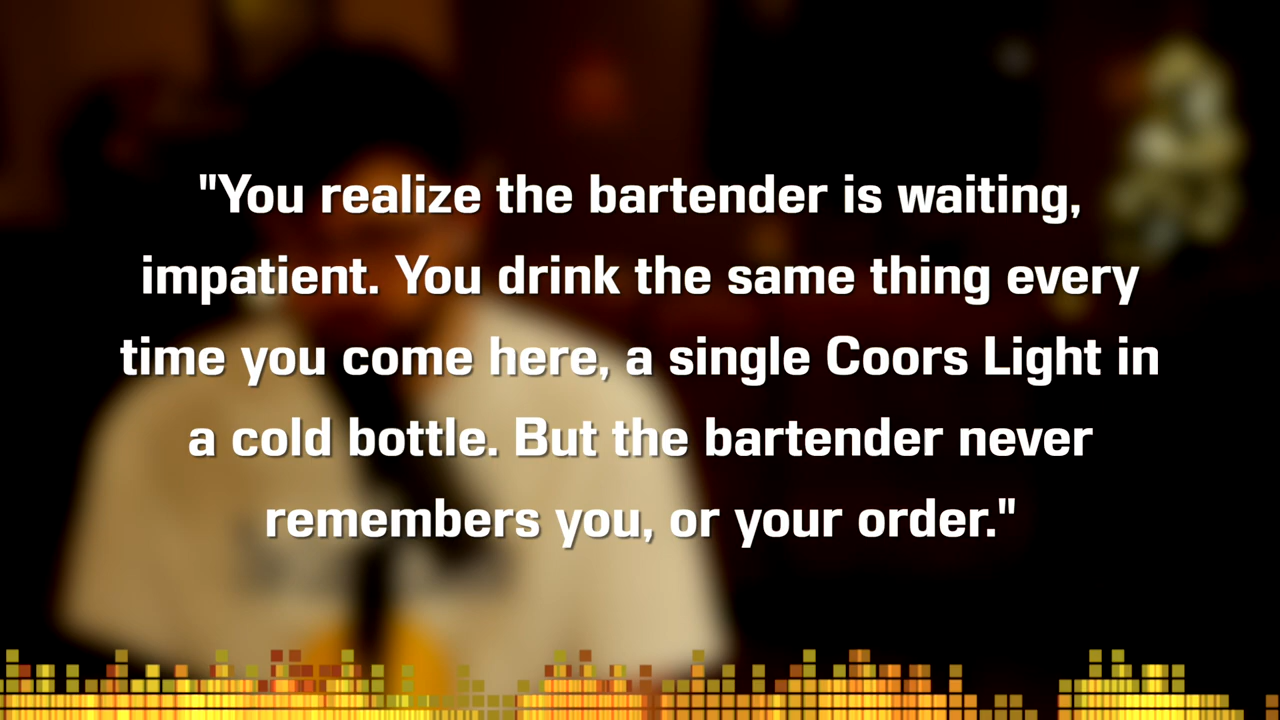 "You realize the bartender is waiting,
impatient. You drink the same thing every
time you come here, a single Coors Light in
a cold bottle. But the bartender never
remembers you, or your order."